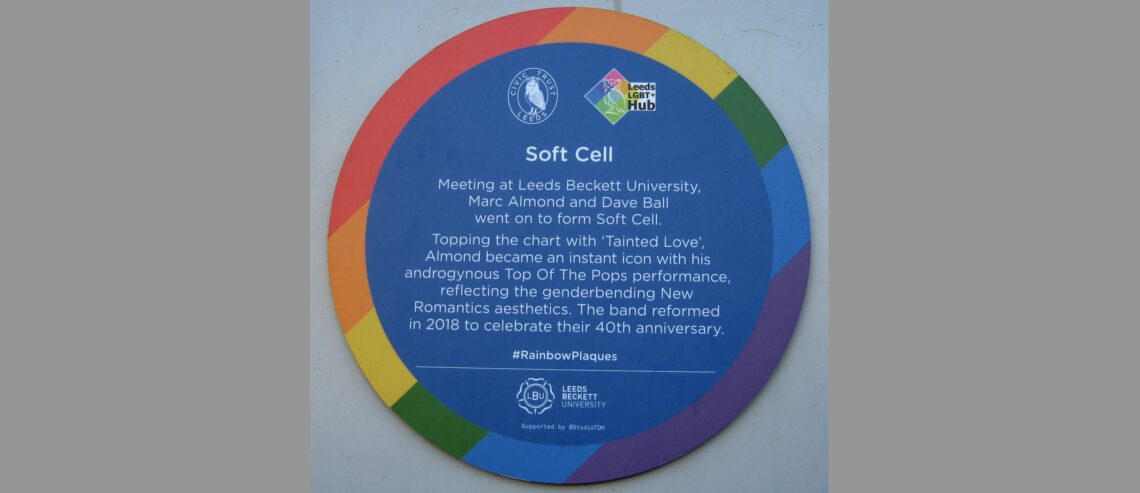 CIVIC TRUST
LEEDS
Leeds
LGBT+
Hub
Soft Cell
Meeting at Leeds Beckett University,
Marc Almond and Dave Ball
went on to form Soft Cell.
Topping the chart with ‘Tainted Love’,
Almond became an instant icon with his
androgynous Top Of The Pops performance,
reflecting the genderbending New
Romantics aesthetics. The band reformed
in 2018 to celebrate their 40th anniversary.
#RainbowPlaques
LBU
LEEDS
BECKETT
UNIVERSITY
Supported by @StudioTDH